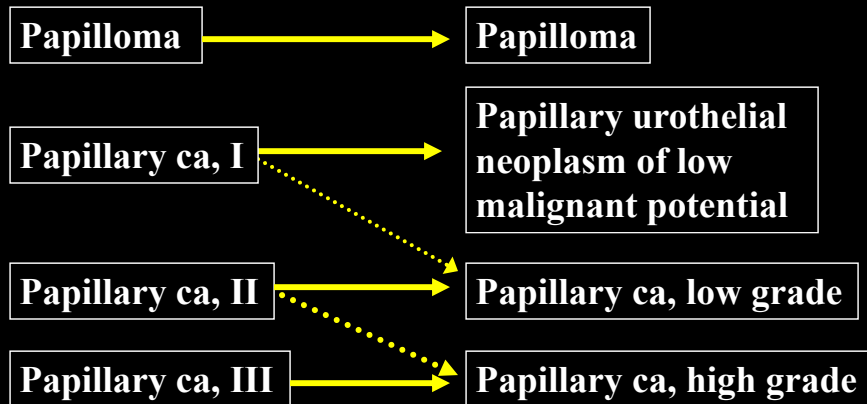 Papilloma
Papilloma
Papillary ca, I
Papillary urothelial
neoplasm of low
malignant potential
Papillary ca, II
Papillary ca, low grade
Papillary ca, III
Papillary ca, high grade